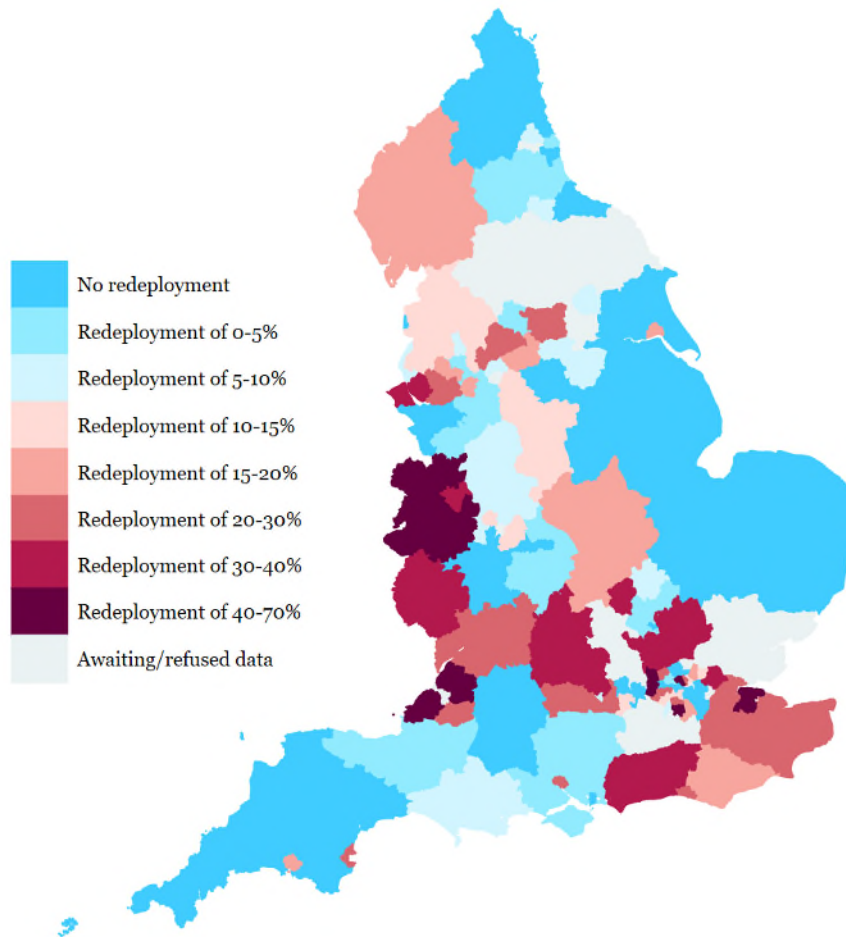 No redeployment
Redeployment of 0-5%
Redeployment of 5-10%
Redeployment of 10-15%
Redeployment of 15-20%
Redeployment of 20-30%
Redeployment of 30-40%
Redeployment of 40-70%
Awaiting/refused data